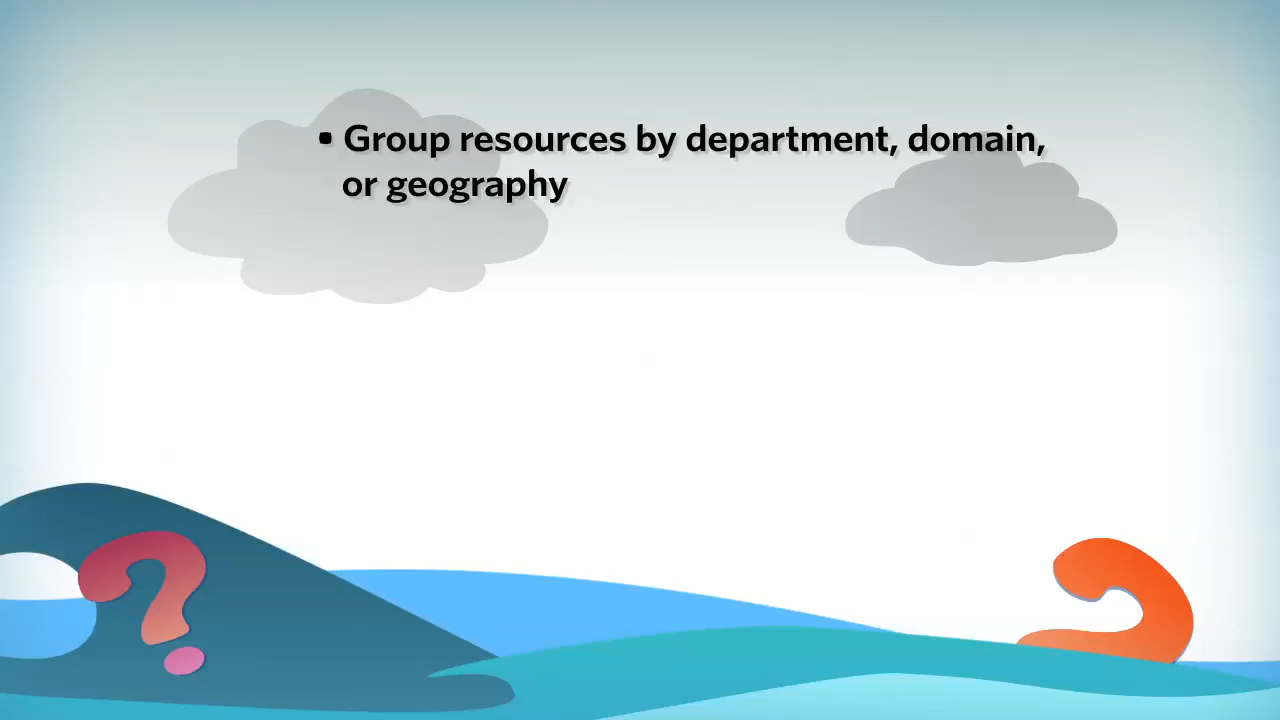 ▪ Group resources by department, domain,
or geography
?
?